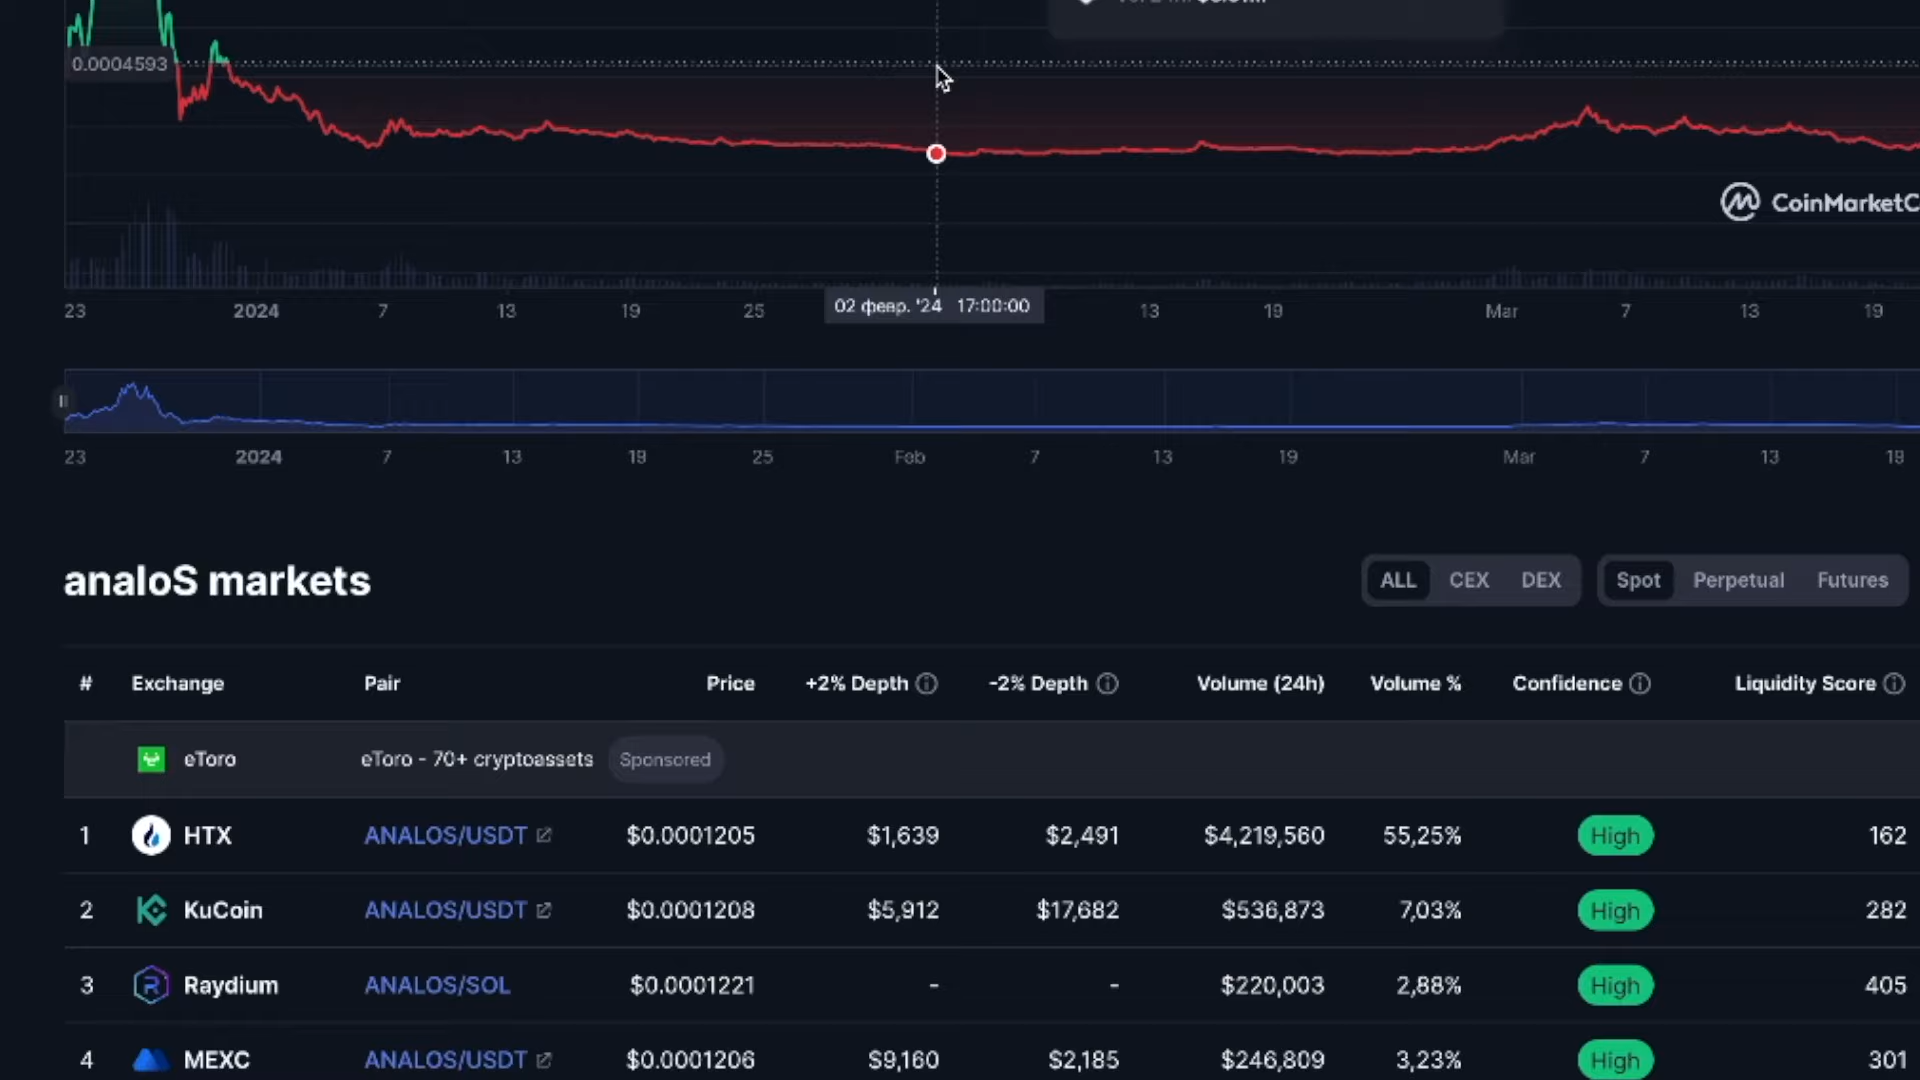 0.0004593
CoinMarketC
23 2024 7 13 19 25 02 февр. '24 17:00:00 13 19 Mar 7 13 19
23 2024 7 13 19 25 Feb 7 13 19 Mar 7 13 19
analoS markets
ALL CEX DEX Spot Perpetual Futures
# Exchange Pair Price +2% Depth -2% Depth Volume (24h) Volume % Confidence Liquidity Score
eToro eToro - 70+ cryptoassets Sponsored
1 HTX ANALOS/USDT $0.0001205 $1,639 $2,491 $4,219,560 55,25% High 162
2 KuCoin ANALOS/USDT $0.0001208 $5,912 $17,682 $536,873 7,03% High 282
3 Raydium ANALOS/SOL $0.0001221 - - $220,003 2,88% High 405
4 MEXC ANALOS/USDT $0.0001206 $9,160 $2,185 $246,809 3,23% High 301